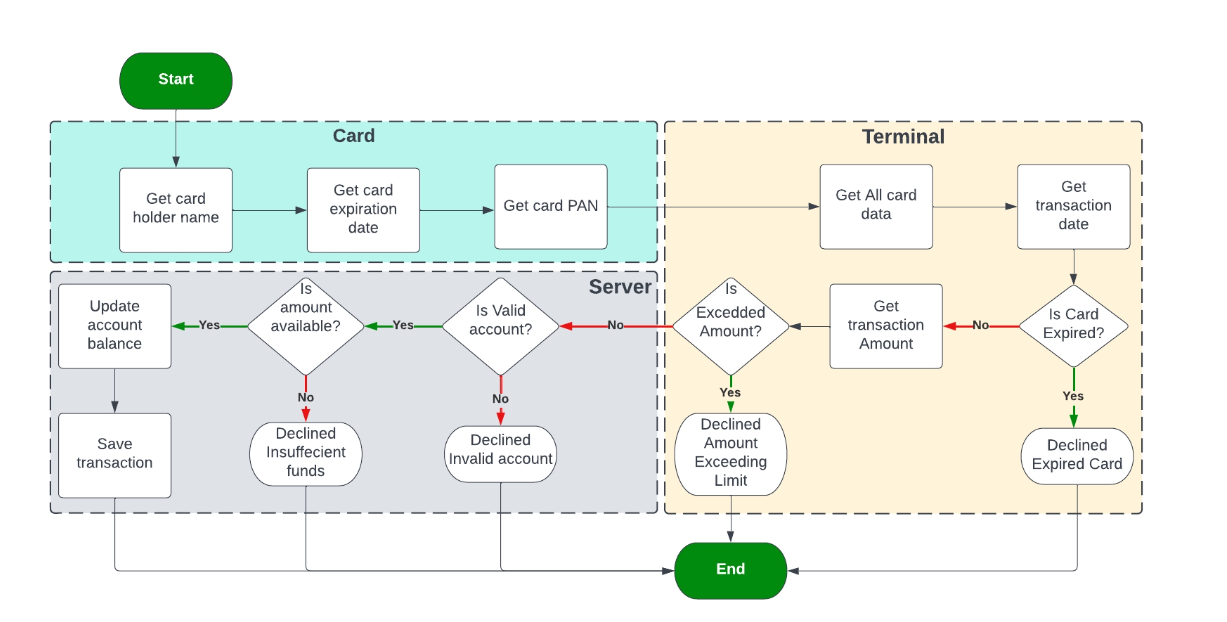 Start
Card
Terminal
Get card
holder name
Get card
expiration
date
Get card PAN
Get All card
data
Get
transaction
date
Server
Update
account
balance
Yes
Is
amount
available?
Yes
Is Valid
account?
No
Is
Excedded
Amount?
Get
transaction
Amount
No
Is Card
Expired?
No
No
Yes
Yes
Save
transaction
Declined
Insuffecient
funds
Declined
Invalid account
Declined
Amount
Exceeding
Limit
Declined
Expired Card
End